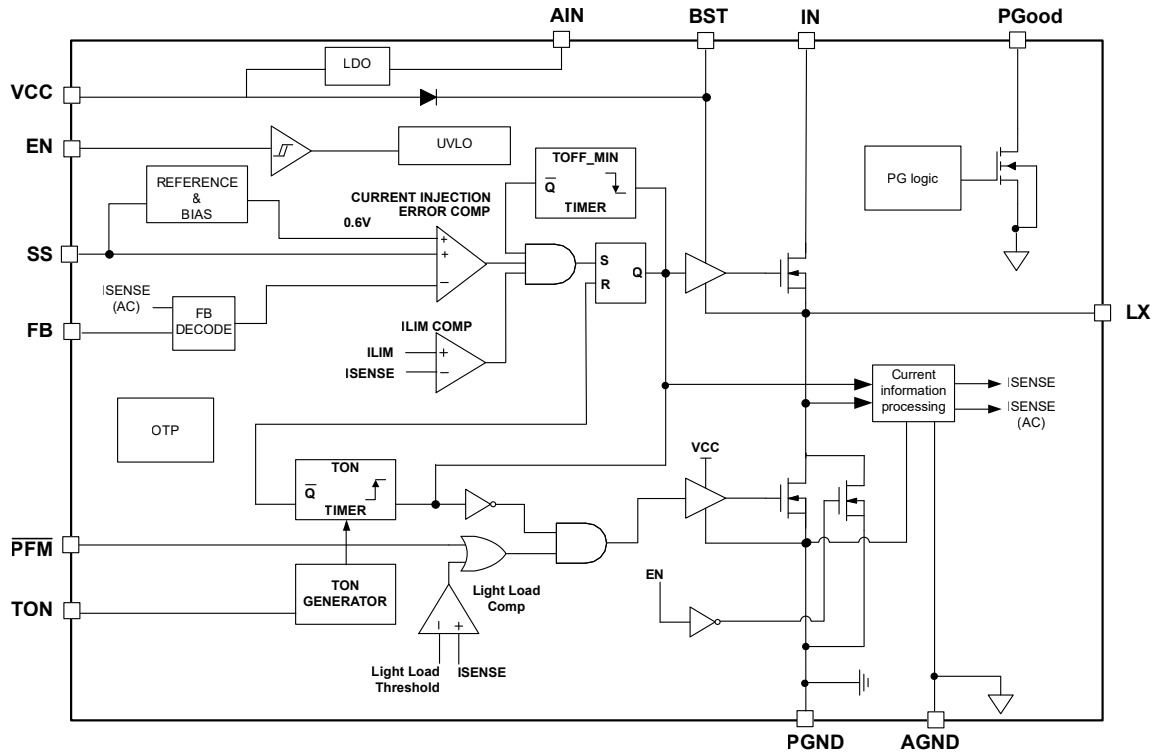 AIN
BST
IN
PGood
LDO
VCC
EN
UVLO
TOFF_MIN
Q
TIMER
REFERENCE
&
BIAS
CURRENT INJECTION
ERROR COMP
0.6V
PG logic
SS
+
+
−
S
R
Q
ISENSE
(AC)
FB
DECODE
FB
LX
ILIM COMP
ILIM
+
ISENSE
−
Current
information
processing
ISENSE
ISENSE
(AC)
OTP
VCC
TON
Q
TIMER
PFM
TON
TON
GENERATOR
Light Load
Comp
EN
− +
Light Load
Threshold
ISENSE
PGND
AGND